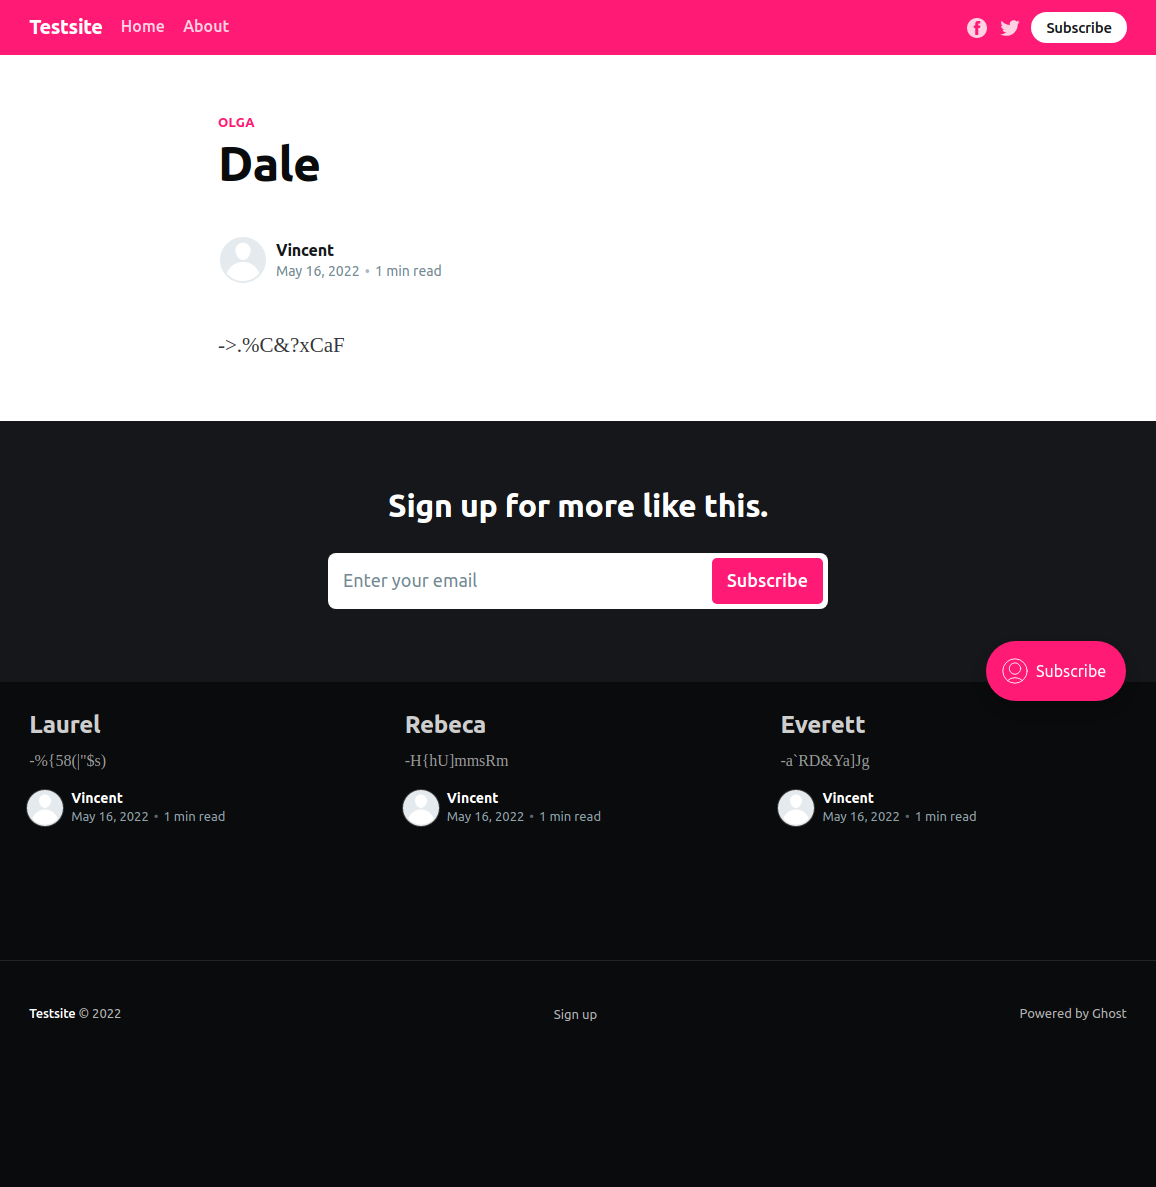 Testsite Home About Subscribe
OLGA
Dale
Vincent
May 16, 2022 • 1 min read
->.%C&?xCaF
Sign up for more like this.
Enter your email Subscribe
Subscribe
Laurel
-%{58(|"$s)
Vincent
May 16, 2022 • 1 min read
Rebeca
-H{hU]mmsRm
Vincent
May 16, 2022 • 1 min read
Everett
-a`RD&Ya]Jg
Vincent
May 16, 2022 • 1 min read
Testsite © 2022 Sign up Powered by Ghost